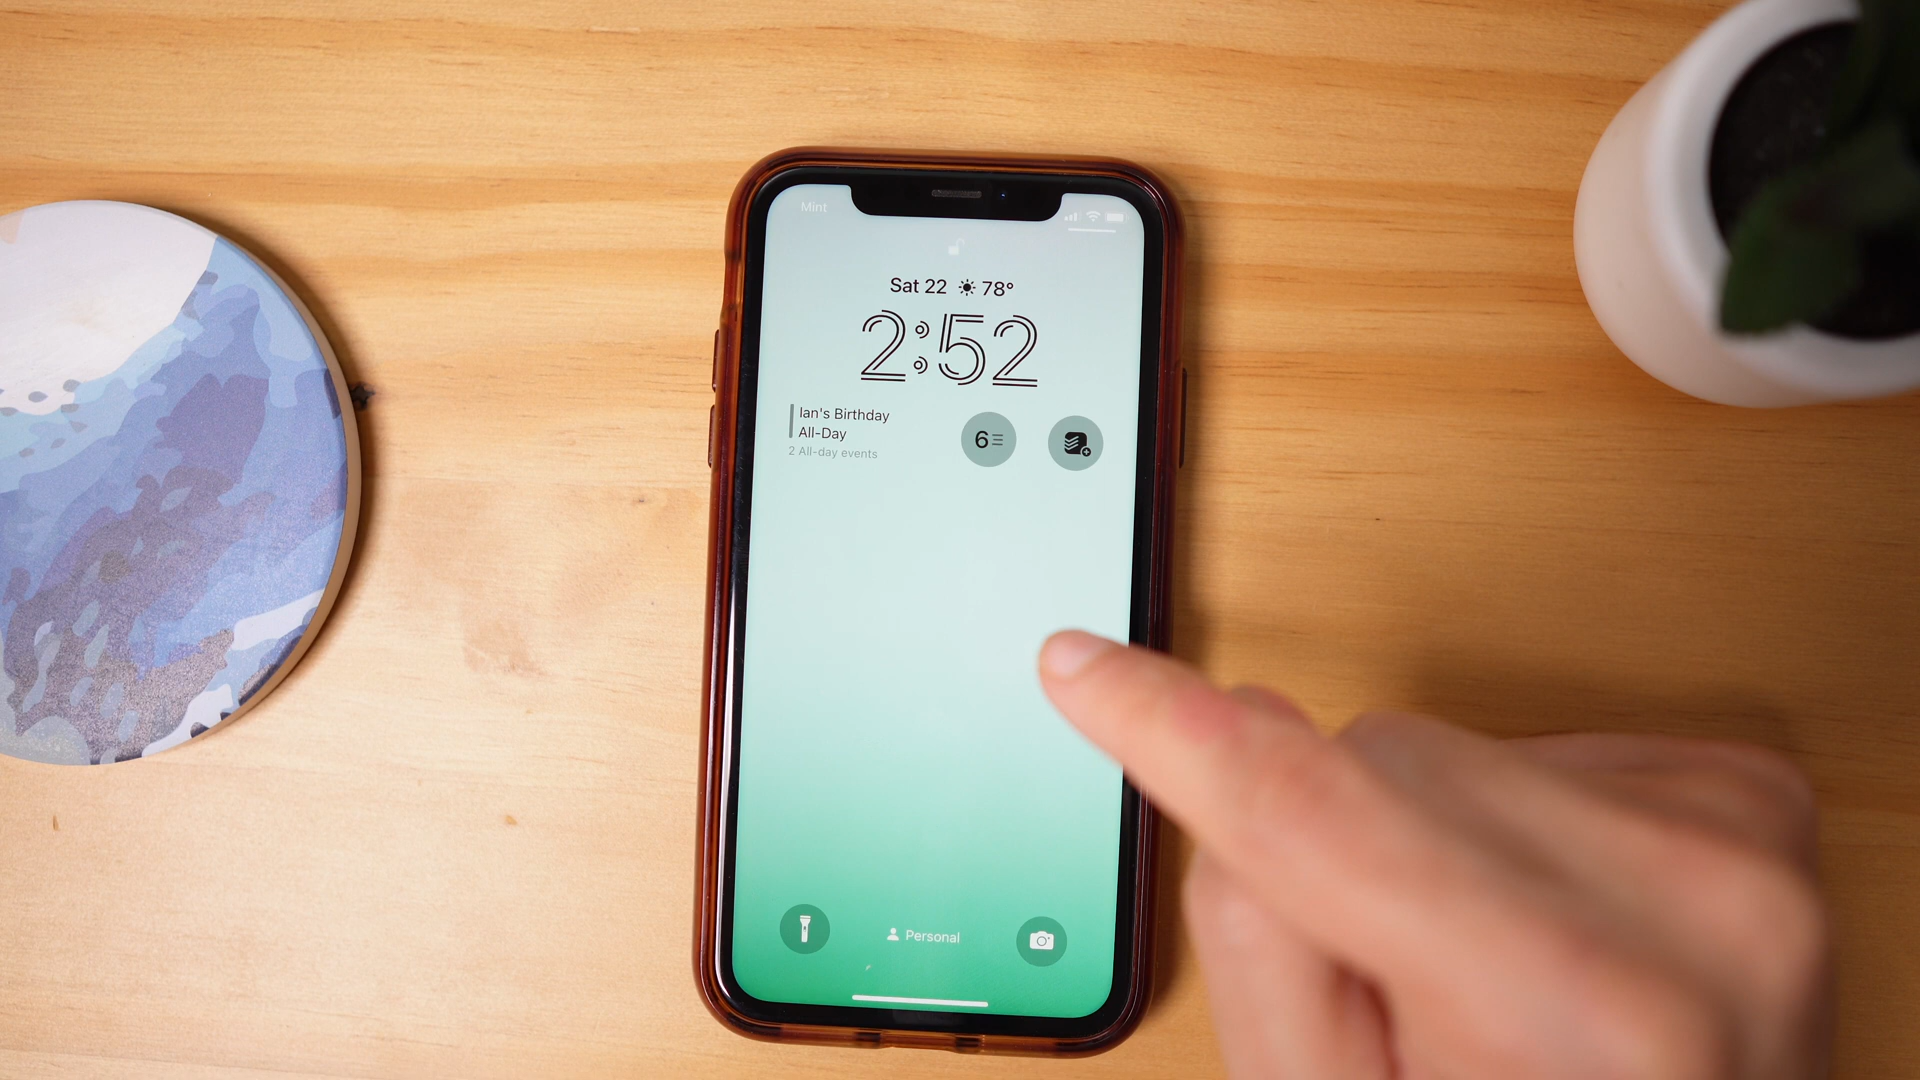 Mint
Sat 22 78°
2:52
Ian's Birthday
All-Day
2 All-day events
6
Personal